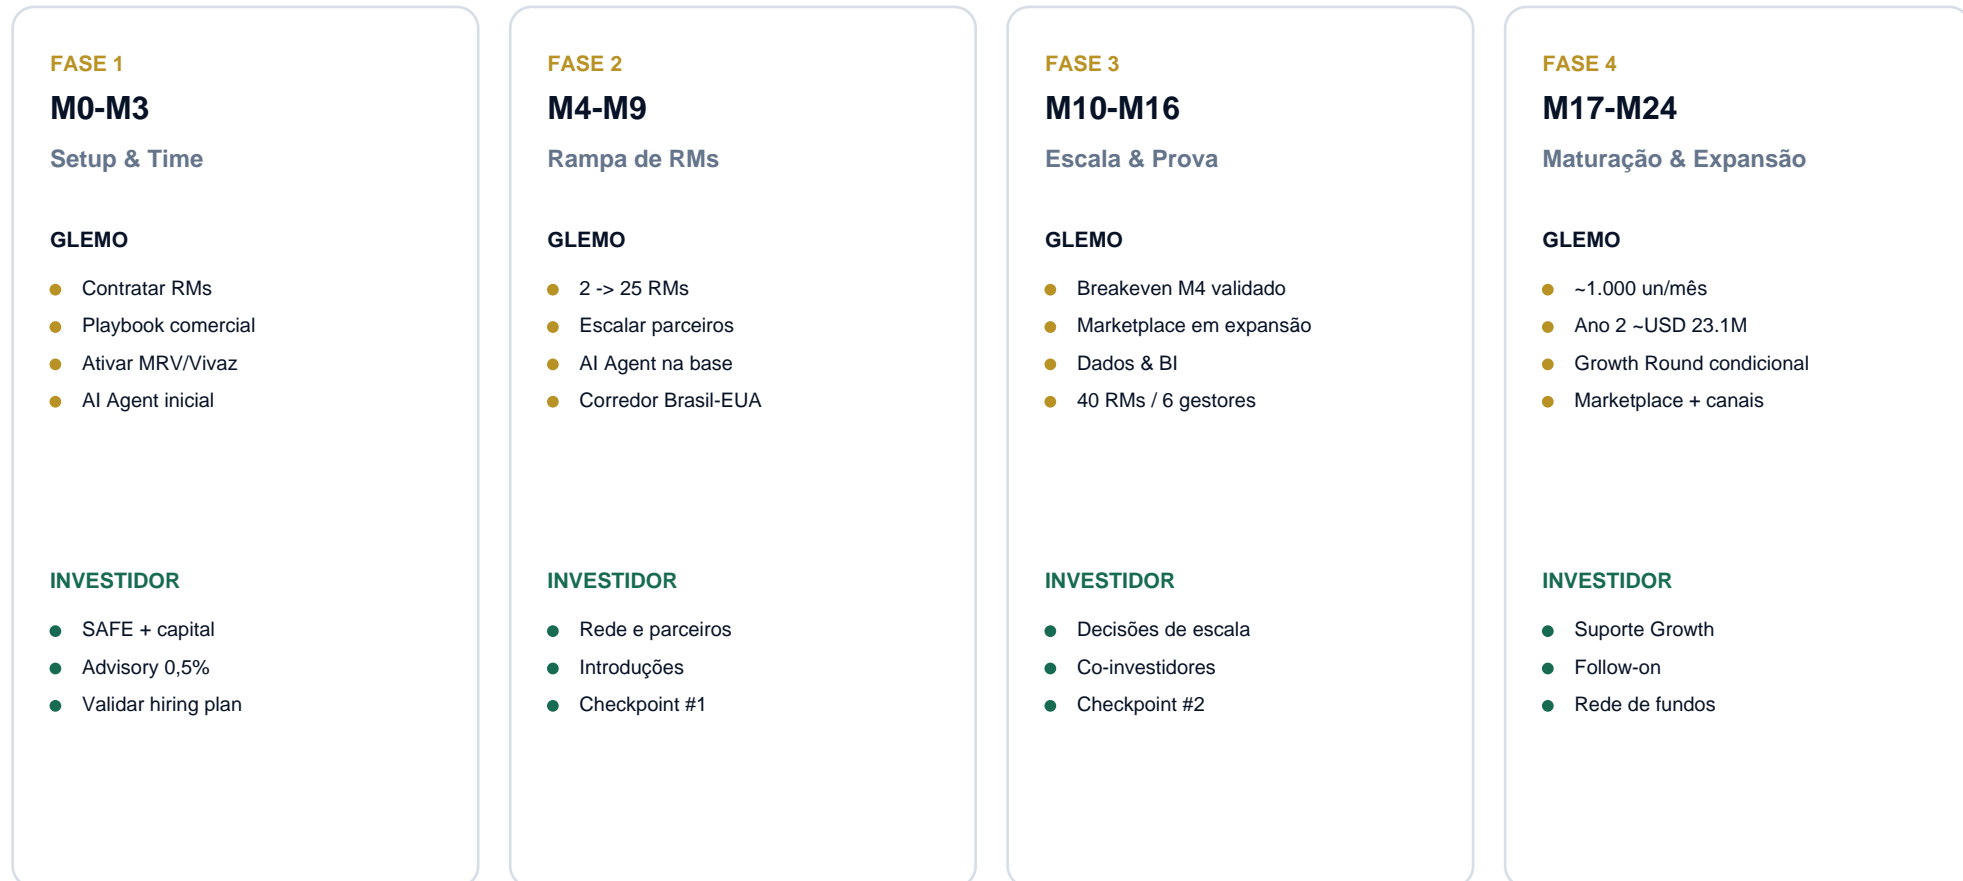 FASE 1
M0-M3
Setup & Time
GLEMO
Contratar RMs
Playbook comercial
Ativar MRV/Vivaz
AI Agent inicial
INVESTIDOR
SAFE + capital
Advisory 0,5%
Validar hiring plan
FASE 2
M4-M9
Rampa de RMs
GLEMO
2 -> 25 RMs
Escalar parceiros
AI Agent na base
Corredor Brasil-EUA
INVESTIDOR
Rede e parceiros
Introduções
Checkpoint #1
FASE 3
M10-M16
Escala & Prova
GLEMO
Breakeven M4 validado
Marketplace em expansão
Dados & BI
40 RMs / 6 gestores
INVESTIDOR
Decisões de escala
Co-investidores
Checkpoint #2
FASE 4
M17-M24
Maturação & Expansão
GLEMO
~1.000 un/mês
Ano 2 ~USD 23.1M
Growth Round condicional
Marketplace + canais
INVESTIDOR
Suporte Growth
Follow-on
Rede de fundos